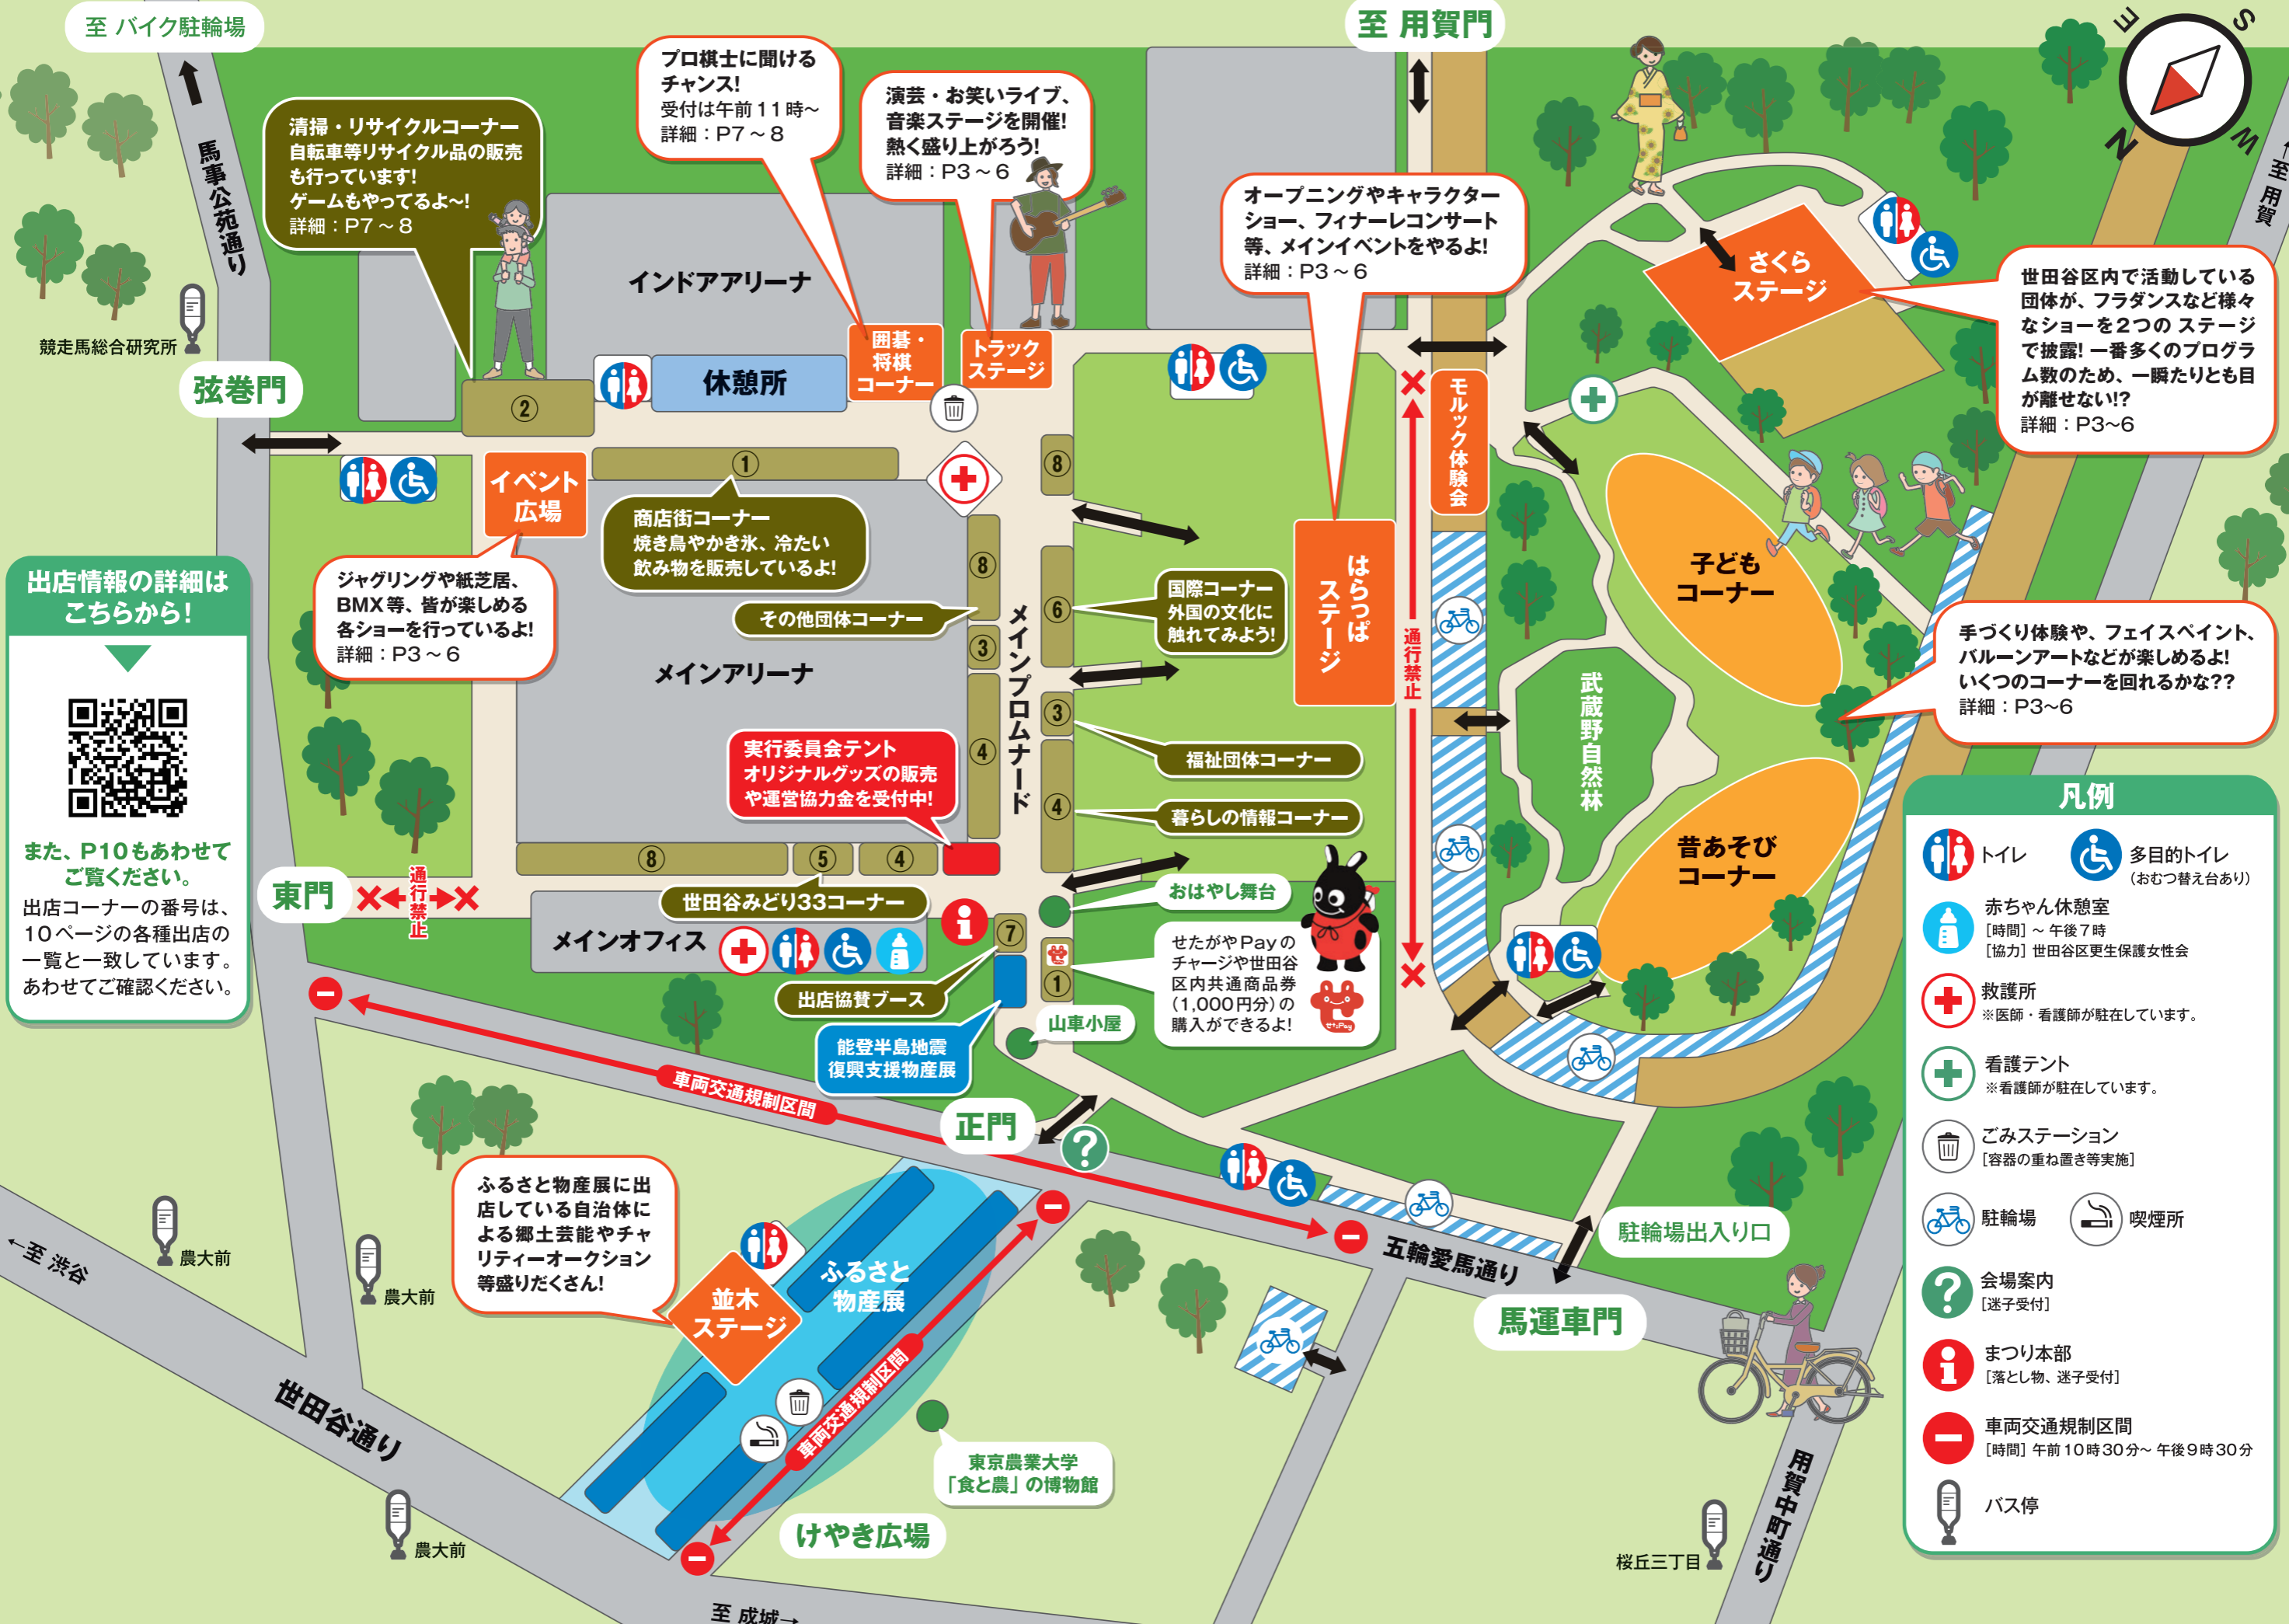 至 バイク駐輪場
至 用賀門
S
E
W
N
↑至 用賀
馬事公苑通り
競走馬総合研究所
弦巻門
清掃・リサイクルコーナー
自転車等リサイクル品の販売
も行っています!
ゲームもやってるよ〜!
詳細：P7〜8
プロ棋士に聞ける
チャンス!
受付は午前11時〜
詳細：P7〜8
演芸・お笑いライブ、
音楽ステージを開催!
熱く盛り上がろう!
詳細：P3〜6
オープニングやキャラクター
ショー、フィナーレコンサート
等、メインイベントをやるよ!
詳細：P3〜6
さくら
ステージ
世田谷区内で活動している
団体が、フラダンスなど様々
なショーを2つの ステージ
で披露! 一番多くのプログラ
ム数のため、一瞬たりとも目
が離せない!?
詳細：P3~6
インドアアリーナ
休憩所
囲碁・
将棋
コーナー
トラック
ステージ
②
①
⑧
イベント
広場
商店街コーナー
焼き鳥やかき氷、冷たい
飲み物を販売しているよ!
ジャグリングや紙芝居、
BMX等、皆が楽しめる
各ショーを行っているよ!
詳細：P3〜6
その他団体コーナー
⑧
③
④
メインアリーナ
メインプロムナード
⑥
③
④
国際コーナー
外国の文化に
触れてみよう!
福祉団体コーナー
暮らしの情報コーナー
はらっぱ
ステージ
通行禁止
モルック体験会
子ども
コーナー
武蔵野自然林
昔あそび
コーナー
手づくり体験や、フェイスペイント、
バルーンアートなどが楽しめるよ!
いくつのコーナーを回れるかな??
詳細：P3~6
出店情報の詳細は
こちらから!
また、P10もあわせて
ご覧ください。
出店コーナーの番号は、
10ページの各種出店の
一覧と一致しています。
あわせてご確認ください。
実行委員会テント
オリジナルグッズの販売
や運営協力金を受付中!
⑧
⑤
④
世田谷みどり33コーナー
東門
通行禁止
メインオフィス
i
⑦
①
出店協賛ブース
能登半島地震
復興支援物産展
おはやし舞台
せたがやPayの
チャージや世田谷
区内共通商品券
(1,000円分)の
購入ができるよ!
せたPay
山車小屋
車両交通規制区間
正門
?
五輪愛馬通り
駐輪場出入り口
馬運車門
ふるさと物産展に出
店している自治体に
よる郷土芸能やチャ
リティーオークション
等盛りだくさん!
並木
ステージ
ふるさと
物産展
車両交通規制区間
東京農業大学
「食と農」の博物館
けやき広場
農大前
農大前
農大前
←至 渋谷
世田谷通り
至 成城→
桜丘三丁目
用賀中町通り
凡例
トイレ
多目的トイレ
(おむつ替え台あり)
赤ちゃん休憩室
[時間] 〜 午後7時
[協力] 世田谷区更生保護女性会
救護所
※医師・看護師が駐在しています。
看護テント
※看護師が駐在しています。
ごみステーション
[容器の重ね置き等実施]
駐輪場
喫煙所
?
会場案内
[迷子受付]
i
まつり本部
[落とし物、迷子受付]
車両交通規制区間
[時間] 午前10時30分〜 午後9時30分
バス停